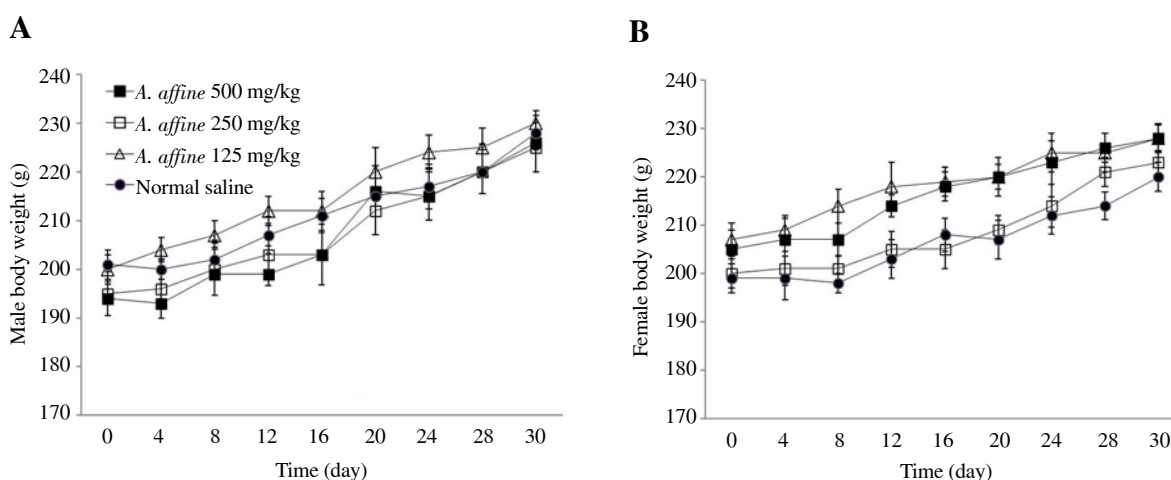 A
Male body weight (g)
240
230
220
210
200
190
180
170
A. affine 500 mg/kg
A. affine 250 mg/kg
A. affine 125 mg/kg
Normal saline
0 4 8 12 16 20 24 28 30
Time (day)
B
Female body weight (g)
240
230
220
210
200
190
180
170
0 4 8 12 16 20 24 28 30
Time (day)